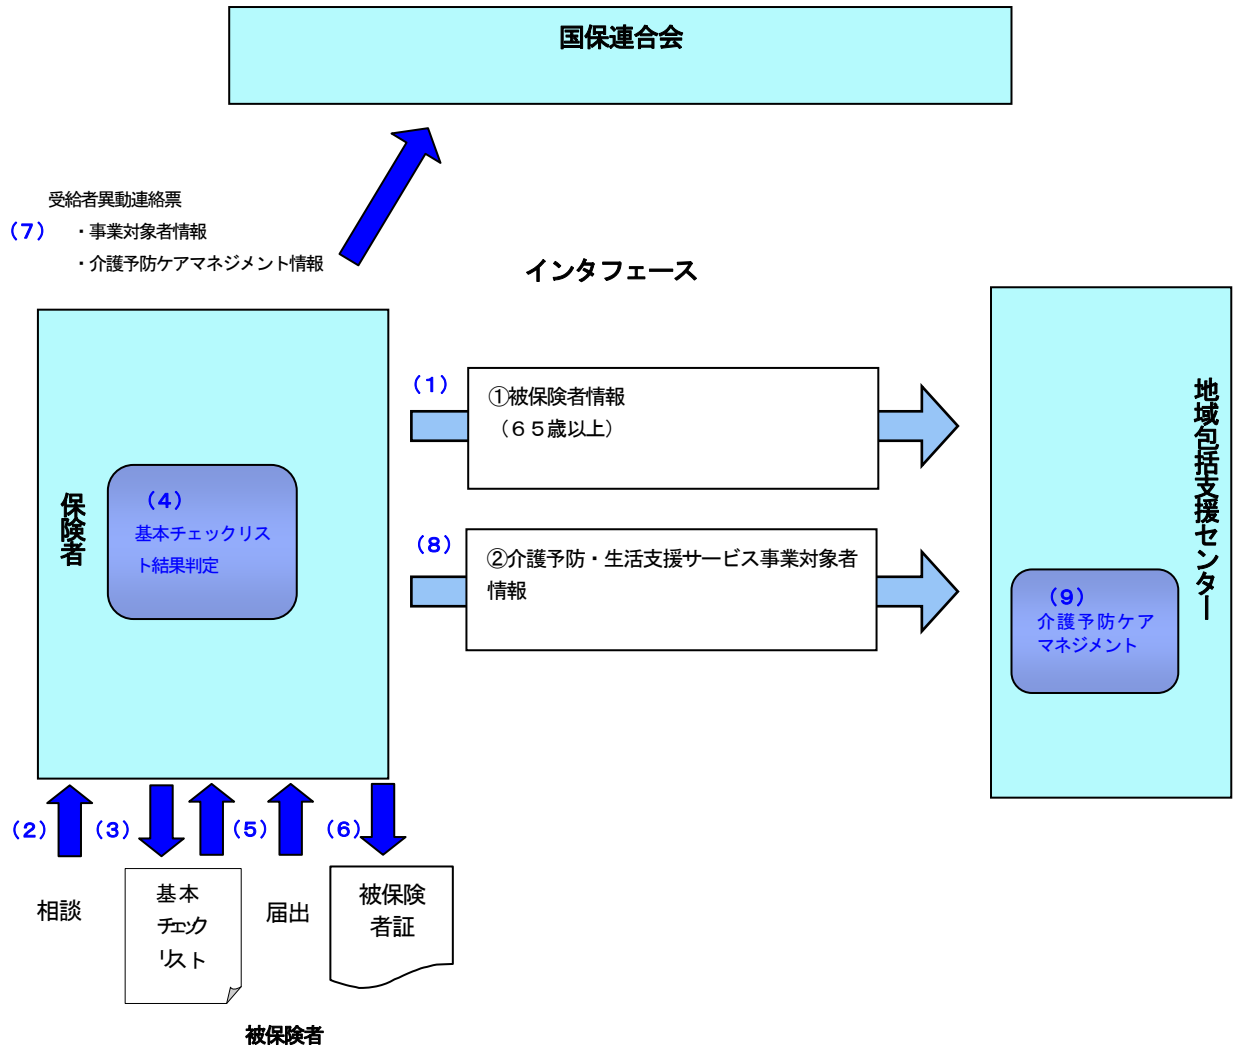 国保連合会
受給者異動連絡票
（7）
・事業対象者情報
・介護予防ケアマネジメント情報
インタフェース
保険者
（4）
基本チェックリス
ト結果判定
（1）
①被保険者情報
（６５歳以上）
（8）
②介護予防・生活支援サービス事業対象者
情報
地域包括支援センター
（9）
介護予防ケア
マネジメント
（2）
（3）
（5）
（6）
相談
基本
チェック
リスト
届出
被保険
者証
被保険者